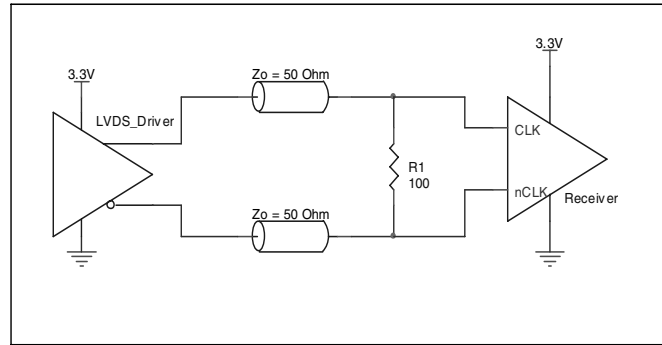 3.3V
LVDS_Driver
Zo = 50 Ohm
Zo = 50 Ohm
R1
100
3.3V
CLK
nCLK
Receiver